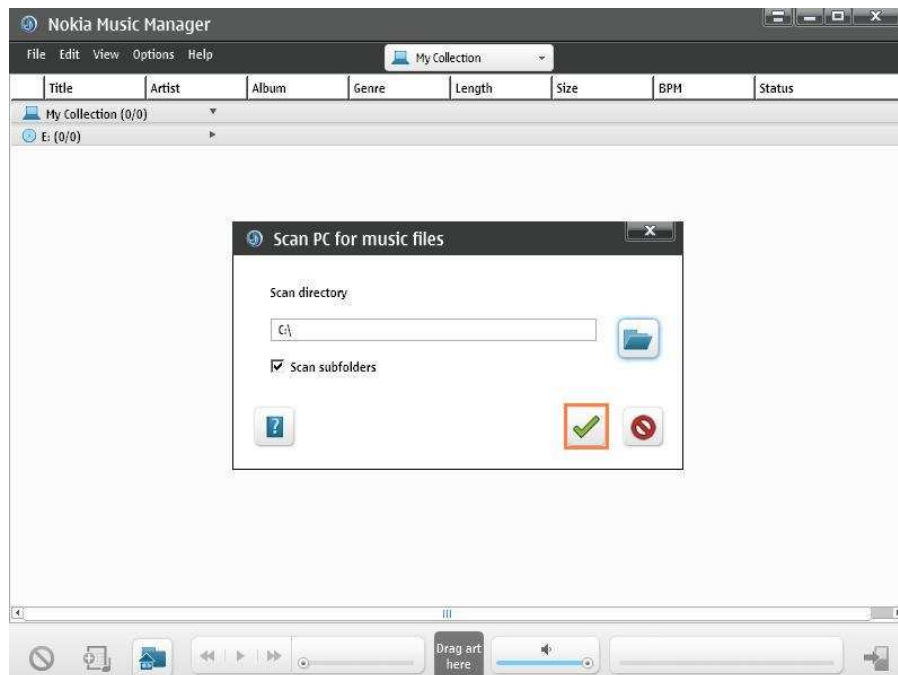 Nokia Music Manager
File Edit View Options Help
My Collection
Title Artist Album Genre Length Size BPM Status
My Collection (0/0)
E: (0/0)
Scan PC for music files
Scan directory
C:\
Scan subfolders
?
Drag art
here